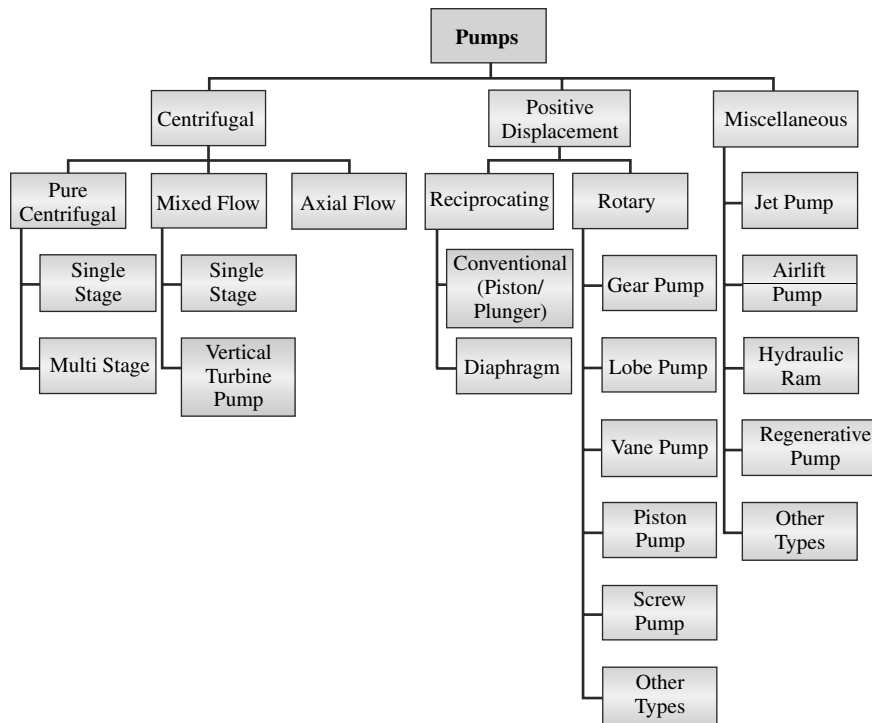 Pumps
Centrifugal
Positive
Displacement
Miscellaneous
Pure
Centrifugal
Mixed Flow
Axial Flow
Reciprocating
Rotary
Single
Stage
Multi Stage
Single
Stage
Vertical
Turbine
Pump
Conventional
(Piston/
Plunger)
Diaphragm
Gear Pump
Lobe Pump
Vane Pump
Piston
Pump
Screw
Pump
Other
Types
Jet Pump
Airlift
Pump
Hydraulic
Ram
Regenerative
Pump
Other
Types